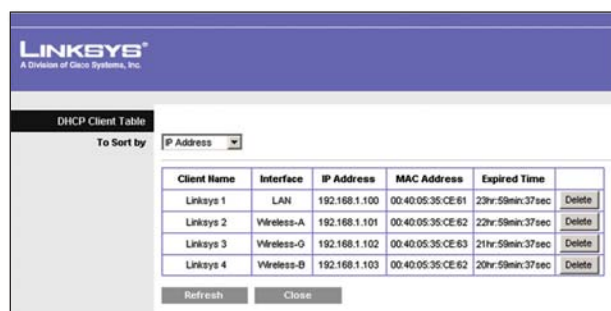 LINKSYS®
A Division of Cisco Systems, Inc.
DHCP Client Table
To Sort by IP Address
Client Name Interface IP Address MAC Address Expired Time
Linksys 1 LAN 192.168.1.100 00:40:05:35:CE:61 23hr:59min:37sec Delete
Linksys 2 Wireless-A 192.168.1.101 00:40:05:35:CE:62 22hr:59min:37sec Delete
Linksys 3 Wireless-G 192.168.1.102 00:40:05:35:CE:63 21hr:59min:37sec Delete
Linksys 4 Wireless-B 192.168.1.103 00:40:05:35:CE:62 20hr:59min:37sec Delete
Refresh Close